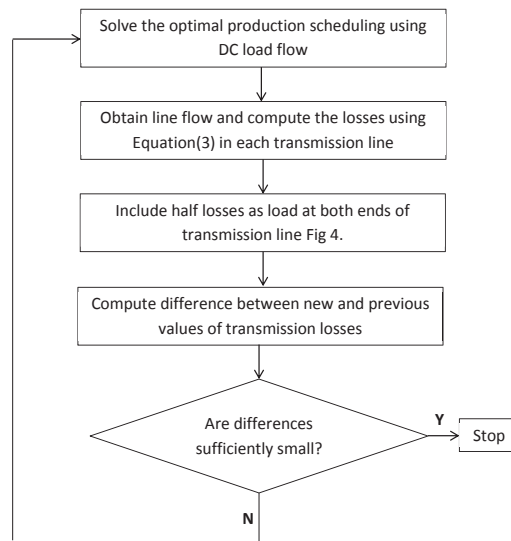 Solve the optimal production scheduling using
DC load flow
Obtain line flow and compute the losses using
Equation(3) in each transmission line
Include half losses as load at both ends of
transmission line Fig 4.
Compute difference between new and previous
values of transmission losses
Are differences
sufficiently small?
Y
Stop
N